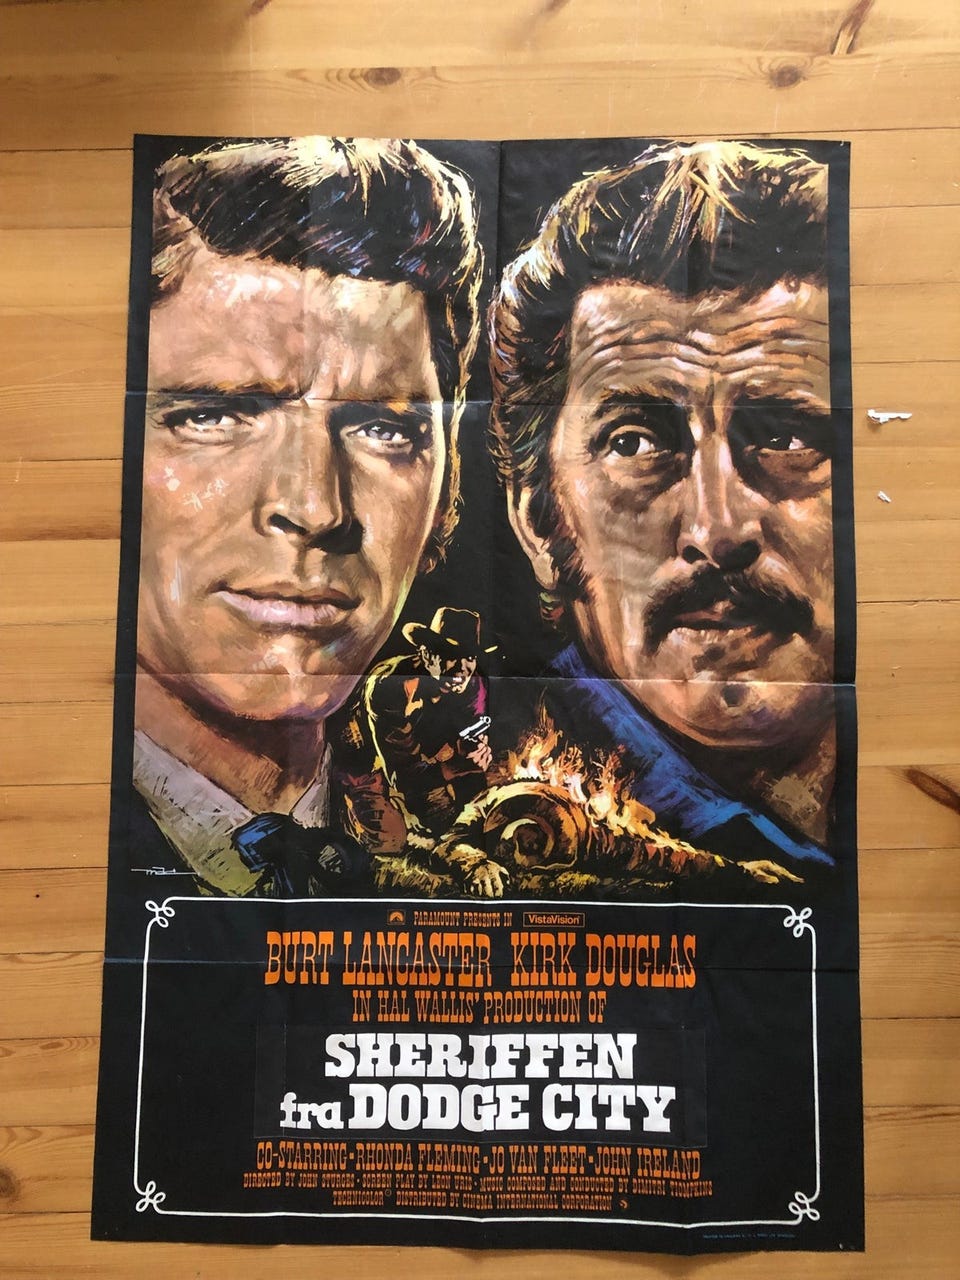 PARAMOUNT PRESENTS IN VistaVision
BURT LANCASTER KIRK DOUGLAS
IN HAL WALLIS' PRODUCTION OF
SHERIFFEN
fra DODGE CITY
CO-STARRING-RHONDA FLEMING-JO VAN FLEET-JOHN IRELAND
DIRECTED BY JOHN STURGES-SCREEN PLAY BY LEON URIS-MUSIC COMPOSED AND CONDUCTED BY DIMITRI TIOMPKINS
TECHNICOLOR® DISTRIBUTED BY CINEMA INTERNATIONAL CORPORATION